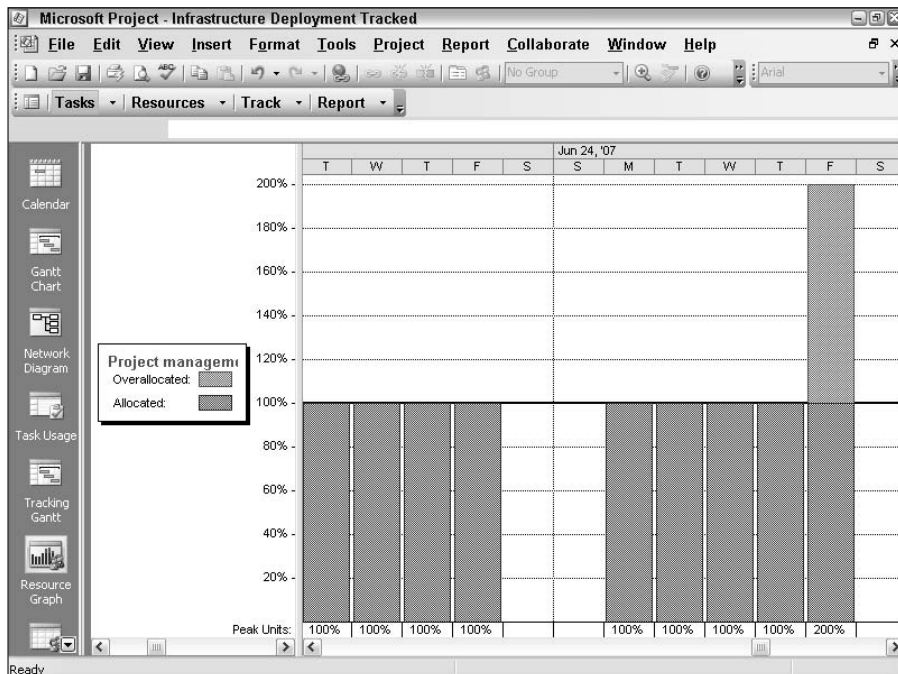 Microsoft Project - Infrastructure Deployment Tracked
File Edit View Insert Format Tools Project Report Collaborate Window Help
No Group
Arial
Tasks Resources Track Report
Jun 24, '07
T W T F S S M T W T F S
200%
180%
160%
140%
120%
100%
80%
60%
40%
20%
Peak Units: 100% 100% 100% 100% 100% 100% 100% 100% 200%
Calendar
Gantt
Chart
Network
Diagram
Task Usage
Tracking
Gantt
Resource
Graph
Project manageme
Overallocated:
Allocated:
Ready